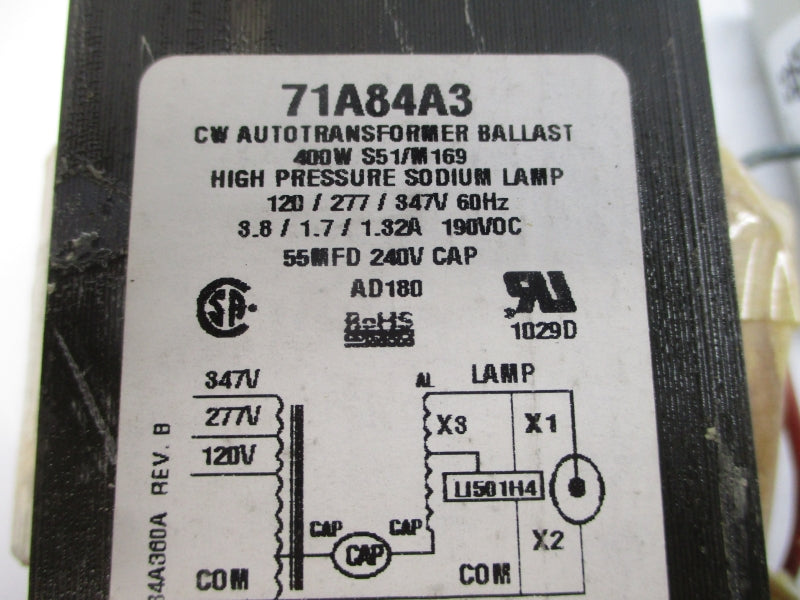 71A84A3
CW AUTOTRANSFORMER BALLAST
400W S51/M169
HIGH PRESSURE SODIUM LAMP
120 / 277 / 347V 60Hz
3.8 / 1.7 / 1.32A 190VOC
55MFD 240V CAP
AD180
RoHS
1029D
347V
277V
120V
COM
CAP
CAP
CAP
AL
LAMP
X3
X1
LI501H4
X2
COM
84A360A REV. B